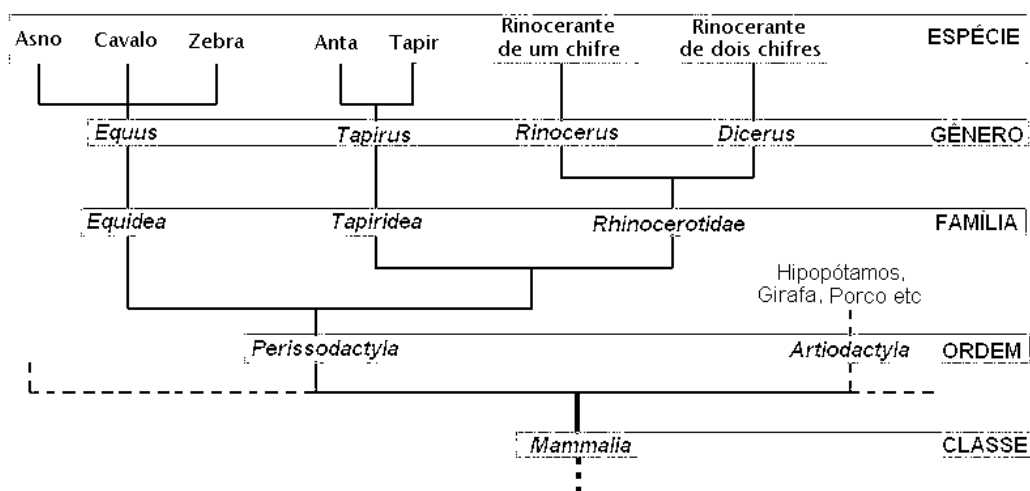 Asno Cavalo Zebra Anta Tapir Rinocerante de um chifre Rinocerante de dois chifres ESPÉCIE
Equus Tapirus Rinocerus Dicerus GÊNERO
Equidea Tapiridea Rhinocerotidae FAMÍLIA
Hipopótamos,
Girafa, Porco etc
Perissodactyla Artiodactyla ORDEM
Mammalia CLASSE